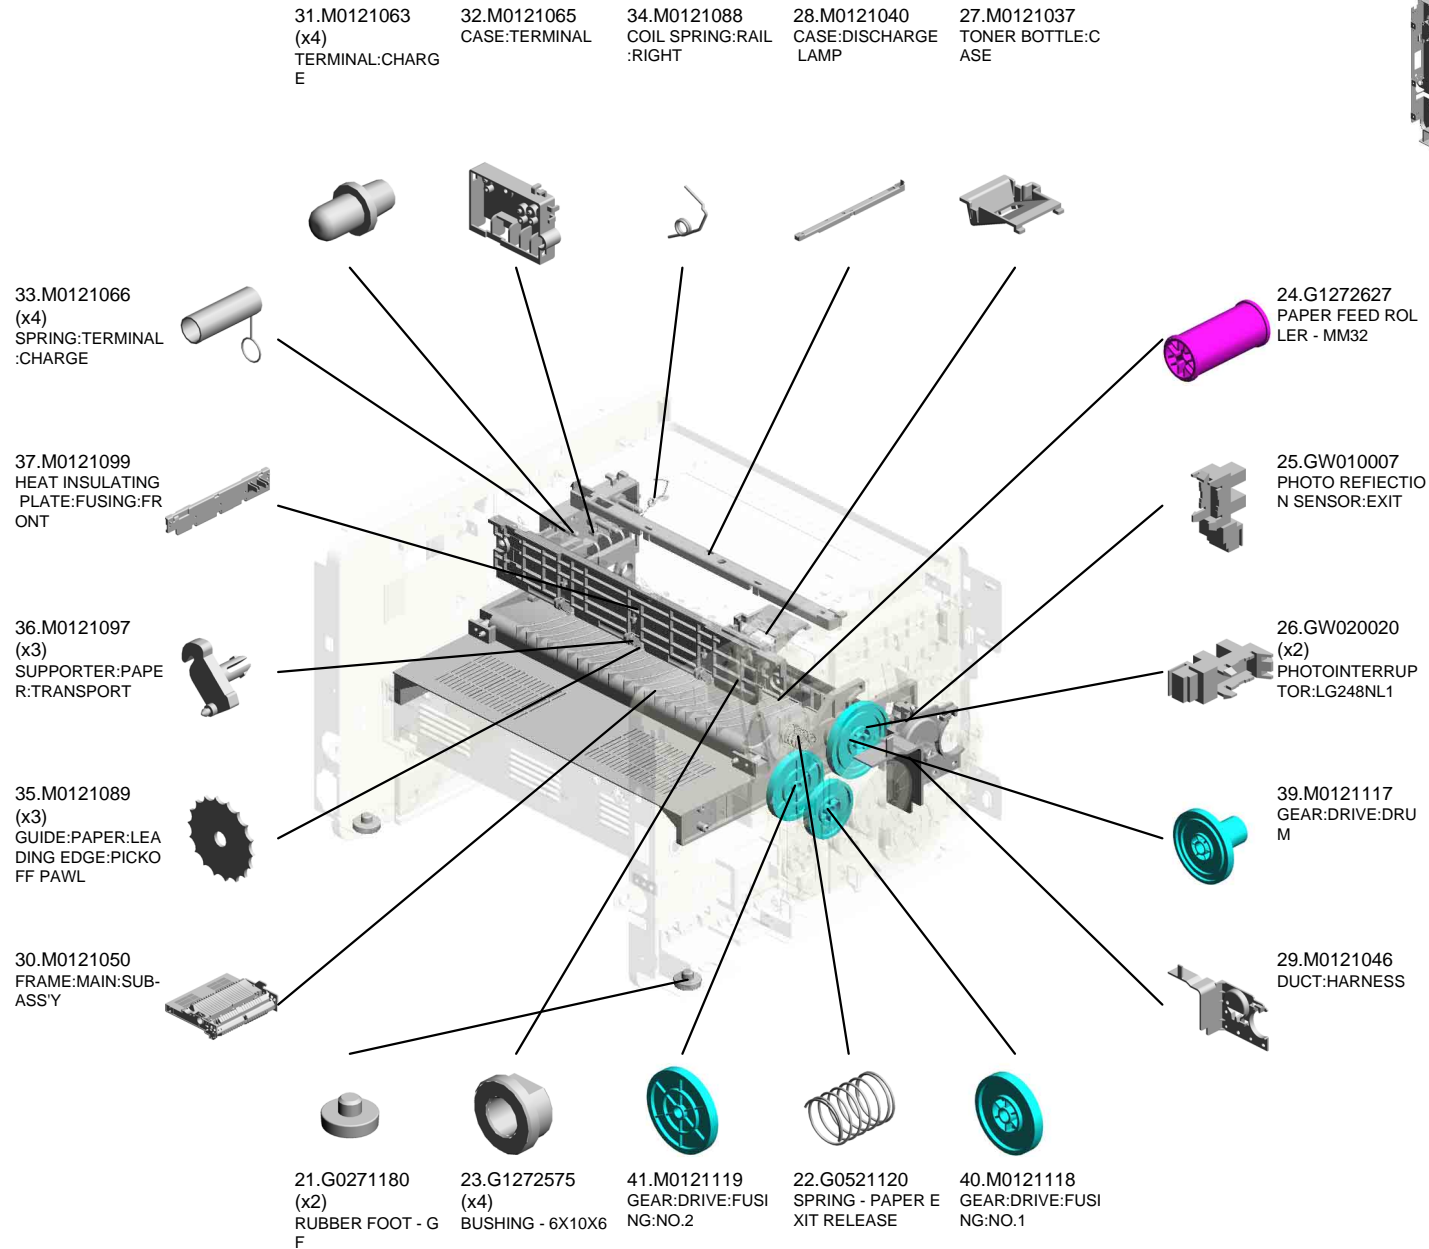 31.M0121063
(x4)
TERMINAL:CHARG
E
32.M0121065
CASE:TERMINAL
34.M0121088
COIL SPRING:RAIL
:RIGHT
28.M0121040
CASE:DISCHARGE
LAMP
27.M0121037
TONER BOTTLE:C
ASE
33.M0121066
(x4)
SPRING:TERMINAL
:CHARGE
24.G1272627
PAPER FEED ROL
LER - MM32
37.M0121099
HEAT INSULATING
PLATE:FUSING:FR
ONT
25.GW010007
PHOTO REFIECTIO
N SENSOR:EXIT
36.M0121097
(x3)
SUPPORTER:PAPE
R:TRANSPORT
26.GW020020
(x2)
PHOTOINTERRUP
TOR:LG248NL1
35.M0121089
(x3)
GUIDE:PAPER:LEA
DING EDGE:PICKO
FF PAWL
39.M0121117
GEAR:DRIVE:DRU
M
30.M0121050
FRAME:MAIN:SUB-
ASS'Y
29.M0121046
DUCT:HARNESS
21.G0271180
(x2)
RUBBER FOOT - G
F
23.G1272575
(x4)
BUSHING - 6X10X6
41.M0121119
GEAR:DRIVE:FUSI
NG:NO.2
22.G0521120
SPRING - PAPER E
XIT RELEASE
40.M0121118
GEAR:DRIVE:FUSI
NG:NO.1